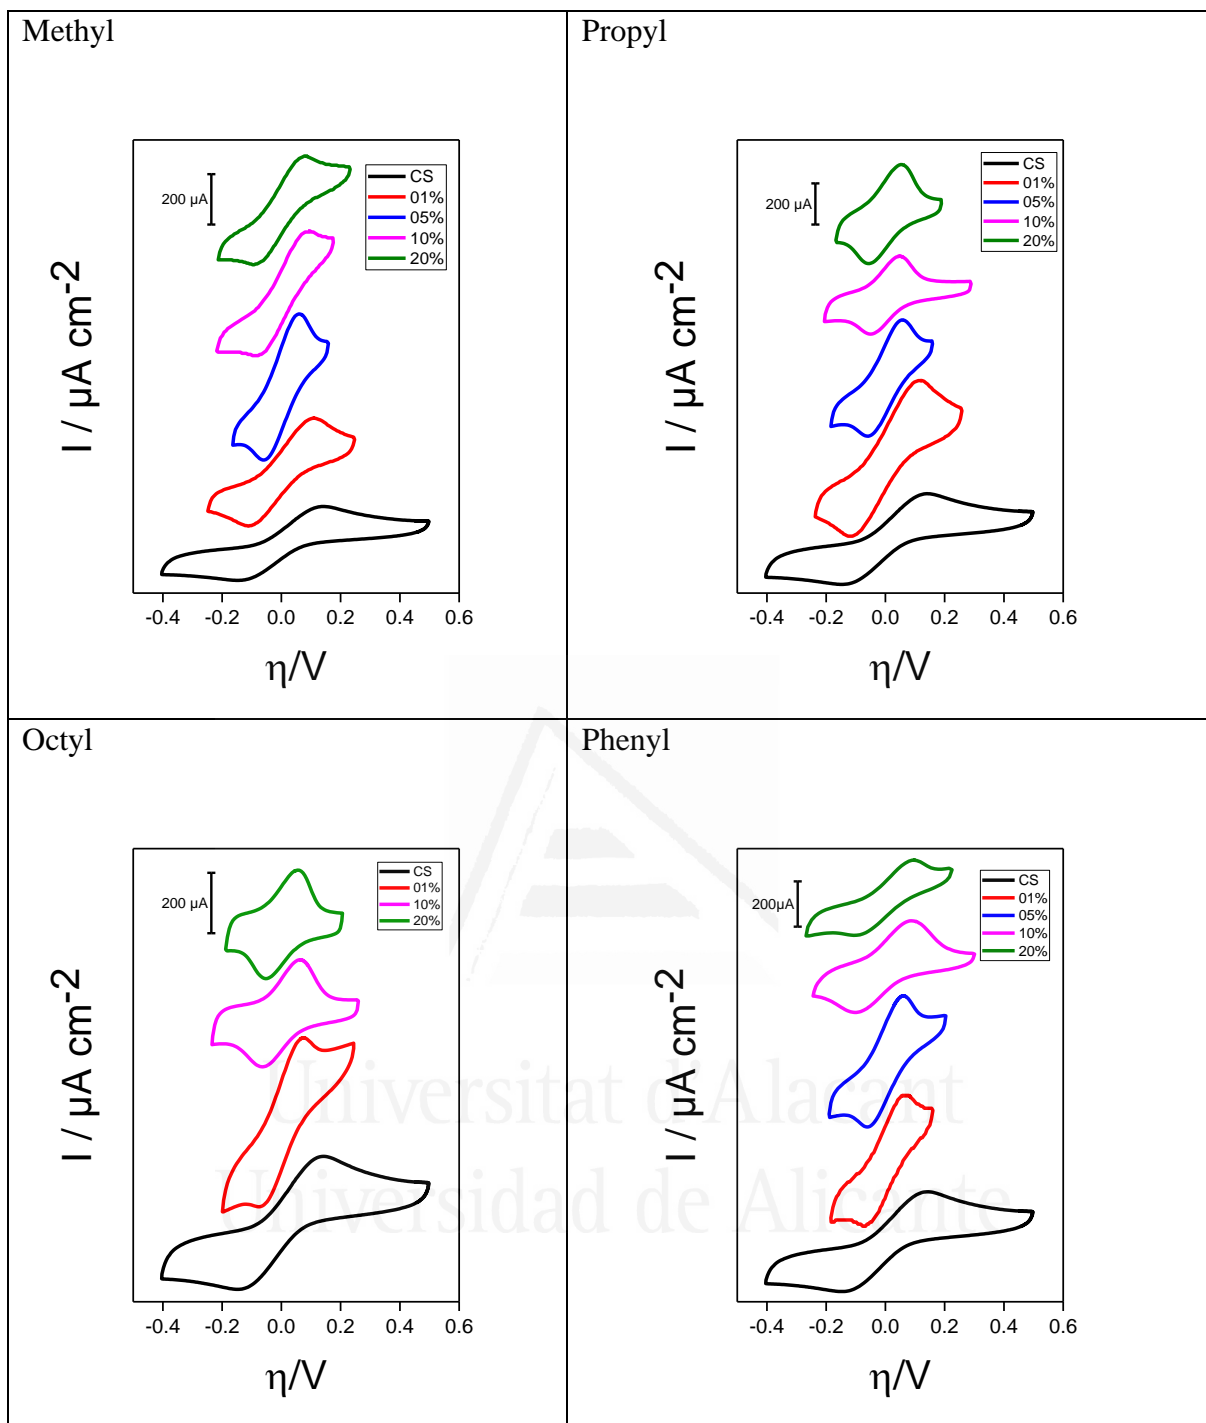 Methyl
Propyl
200 µA
CS
01%
05%
10%
20%
I / µA cm-2
-0.4 -0.2 0.0 0.2 0.4 0.6
η/V
200 µA
CS
01%
05%
10%
20%
I / µA cm-2
-0.4 -0.2 0.0 0.2 0.4 0.6
η/V
Octyl
Phenyl
200 µA
CS
01%
10%
20%
I / µA cm-2
-0.4 -0.2 0.0 0.2 0.4 0.6
η/V
200µA
CS
01%
05%
10%
20%
I / µA cm-2
-0.4 -0.2 0.0 0.2 0.4 0.6
η/V
Universitat d'Alacant
Universidad de Alicante